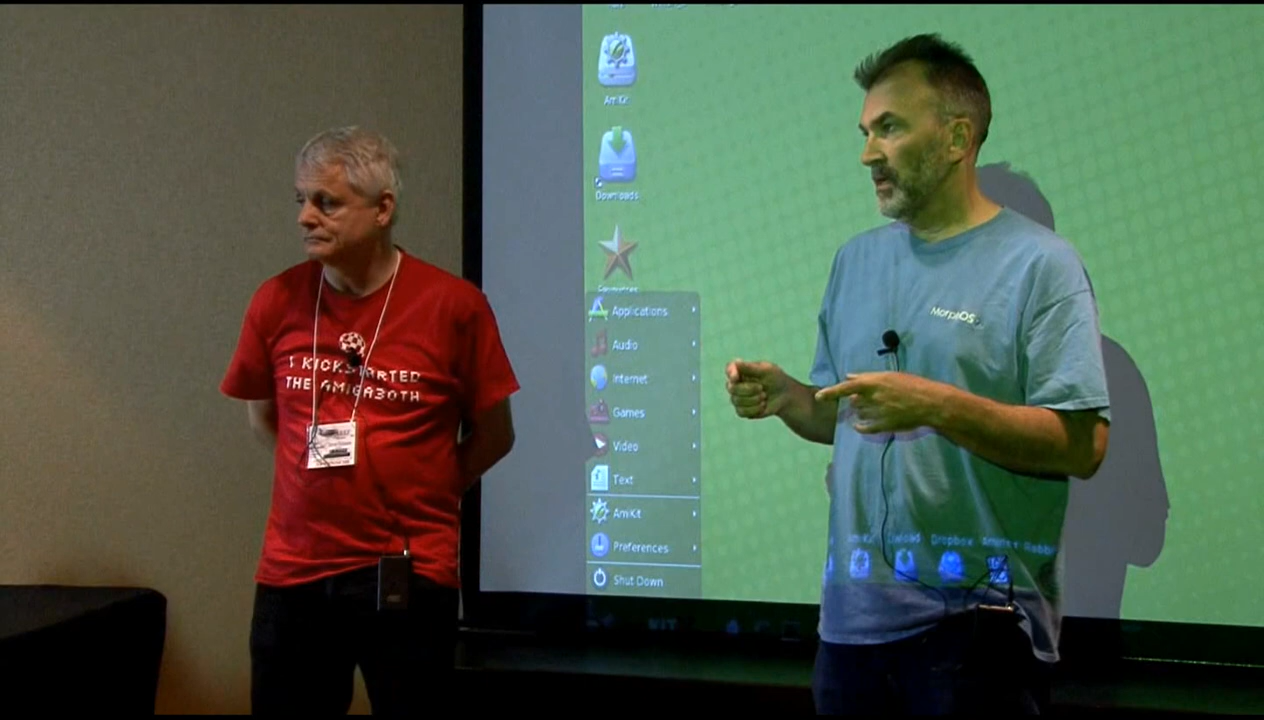 AmiKit
Downloads
Applications
Audio
Internet
Games
Video
Text
AmiKit
Preferences
Shut Down
I KICKSTARTED
THE AMIGA30TH
MorphOS
Dropbox